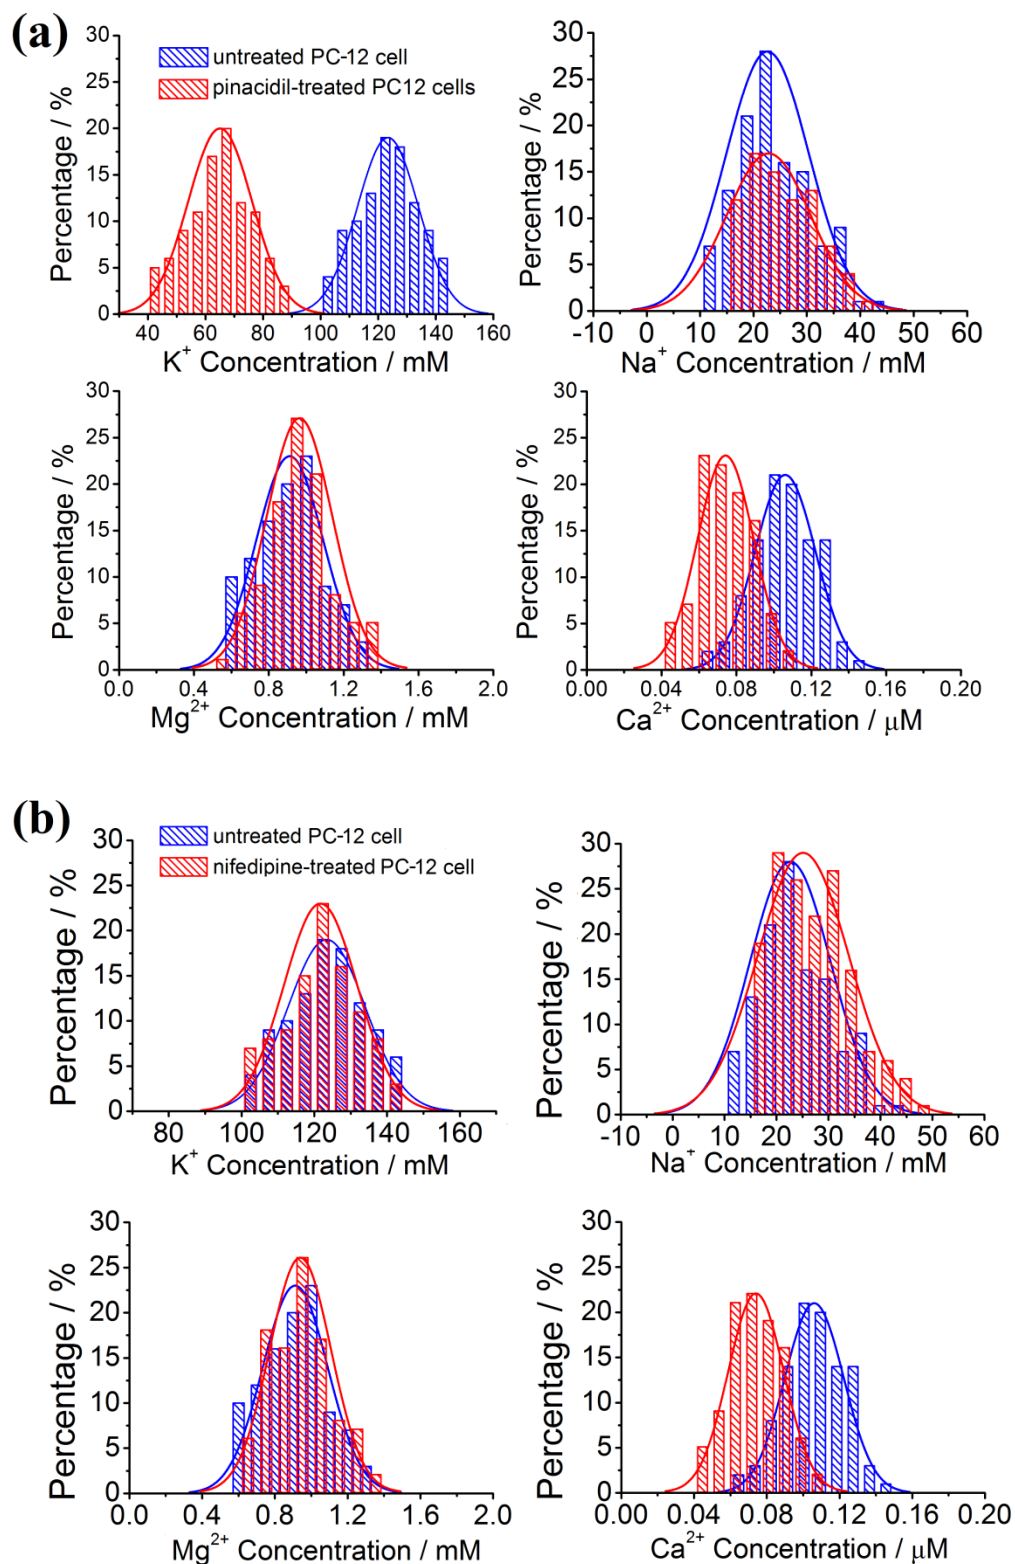 (a)
untreated PC-12 cell
pinacidil-treated PC12 cells
Percentage / %
30
25
20
15
10
5
0
40 60 80 100 120 140 160
K⁺ Concentration / mM
Percentage / %
30
25
20
15
10
5
0
-10 0 10 20 30 40 50 60
Na⁺ Concentration / mM
Percentage / %
30
25
20
15
10
5
0
0.0 0.4 0.8 1.2 1.6 2.0
Mg²⁺ Concentration / mM
Percentage / %
30
25
20
15
10
5
0
0.00 0.04 0.08 0.12 0.16 0.20
Ca²⁺ Concentration / μM
(b)
untreated PC-12 cell
nifedipine-treated PC-12 cell
Percentage / %
30
25
20
15
10
5
0
80 100 120 140 160
K⁺ Concentration / mM
Percentage / %
30
25
20
15
10
5
0
-10 0 10 20 30 40 50 60
Na⁺ Concentration / mM
Percentage / %
30
25
20
15
10
5
0
0.0 0.4 0.8 1.2 1.6 2.0
Mg²⁺ Concentration / mM
Percentage / %
30
25
20
15
10
5
0
0.00 0.04 0.08 0.12 0.16 0.20
Ca²⁺ Concentration / μM